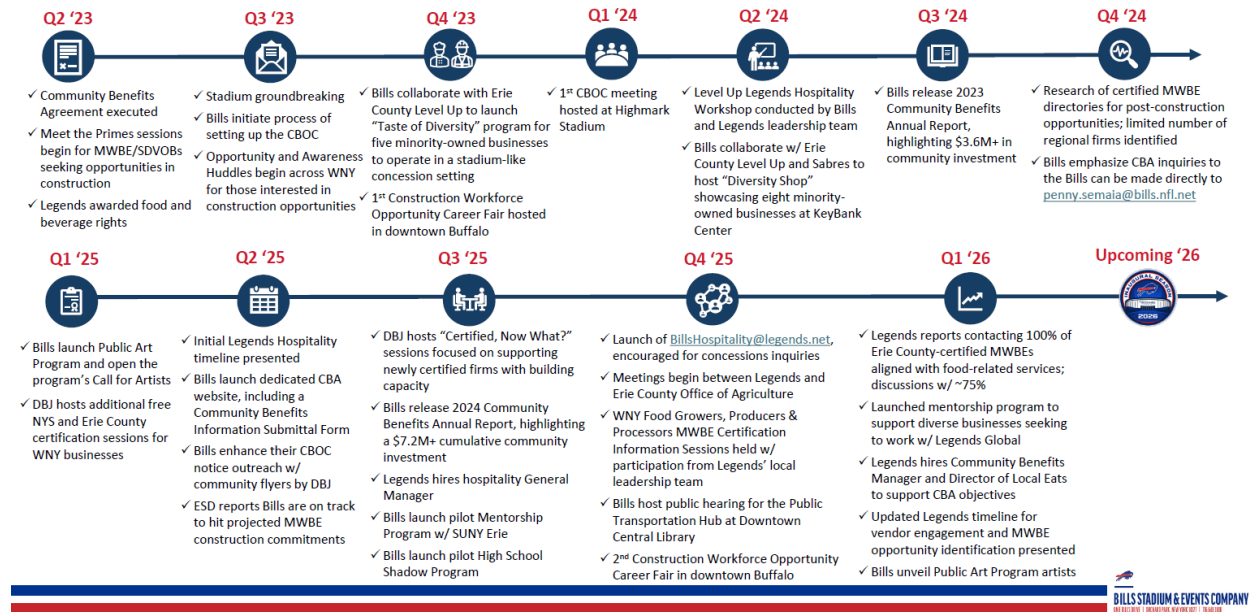 Q2 ‘23
✓ Community Benefits
Agreement executed
✓ Meet the Primes sessions
begin for MWBE/SDVOBs
seeking opportunities in
construction
✓ Legends awarded food and
beverage rights
Q3 ‘23
✓ Stadium groundbreaking
✓ Bills initiate process of
setting up the CBOC
✓ Opportunity and Awareness
Huddles begin across WNY
for those interested in
construction opportunities
Q4 ‘23
✓ Bills collaborate with Erie
County Level Up to launch
“Taste of Diversity” program for
five minority-owned businesses
to operate in a stadium-like
concession setting
✓ 1st Construction Workforce
Opportunity Career Fair hosted
in downtown Buffalo
Q1 ‘24
✓ 1st CBOC meeting
hosted at Highmark
Stadium
Q2 ‘24
✓ Level Up Legends Hospitality
Workshop conducted by Bills
and Legends leadership team
✓ Bills collaborate w/ Erie
County Level Up and Sabres to
host “Diversity Shop”
showcasing eight minority-
owned businesses at KeyBank
Center
Q3 ‘24
✓ Bills release 2023
Community Benefits
Annual Report,
highlighting $3.6M+ in
community investment
Q4 ‘24
✓ Research of certified MWBE
directories for post-construction
opportunities; limited number of
regional firms identified
✓ Bills emphasize CBA inquiries to
the Bills can be made directly to
penny.semaia@bills.nfl.net
Q1 ‘25
✓ Bills launch Public Art
Program and open the
program’s Call for Artists
✓ DBJ hosts additional free
NYS and Erie County
certification sessions for
WNY businesses
Q2 ‘25
✓ Initial Legends Hospitality
timeline presented
✓ Bills launch dedicated CBA
website, including a
Community Benefits
Information Submittal Form
✓ Bills enhance their CBOC
notice outreach w/
community flyers by DBJ
✓ ESD reports Bills are on track
to hit projected MWBE
construction commitments
Q3 ‘25
✓ DBJ hosts “Certified, Now What?”
sessions focused on supporting
newly certified firms with building
capacity
✓ Bills release 2024 Community
Benefits Annual Report, highlighting
a $7.2M+ cumulative community
investment
✓ Legends hires hospitality General
Manager
✓ Bills launch pilot Mentorship
Program w/ SUNY Erie
✓ Bills launch pilot High School
Shadow Program
Q4 ‘25
✓ Launch of BillsHospitality@legends.net,
encouraged for concessions inquiries
✓ Meetings begin between Legends and
Erie County Office of Agriculture
✓ WNY Food Growers, Producers &
Processors MWBE Certification
Information Sessions held w/
participation from Legends’ local
leadership team
✓ Bills host public hearing for the Public
Transportation Hub at Downtown
Central Library
✓ 2nd Construction Workforce Opportunity
Career Fair in downtown Buffalo
Q1 ‘26
✓ Legends reports contacting 100% of
Erie County-certified MWBEs
aligned with food-related services;
discussions w/ ~75%
✓ Launched mentorship program to
support diverse businesses seeking
to work w/ Legends Global
✓ Legends hires Community Benefits
Manager and Director of Local Eats
to support CBA objectives
✓ Updated Legends timeline for
vendor engagement and MWBE
opportunity identification presented
✓ Bills unveil Public Art Program artists
Upcoming ‘26
INAUGURAL SEASON
2026
BILLS STADIUM & EVENTS COMPANY